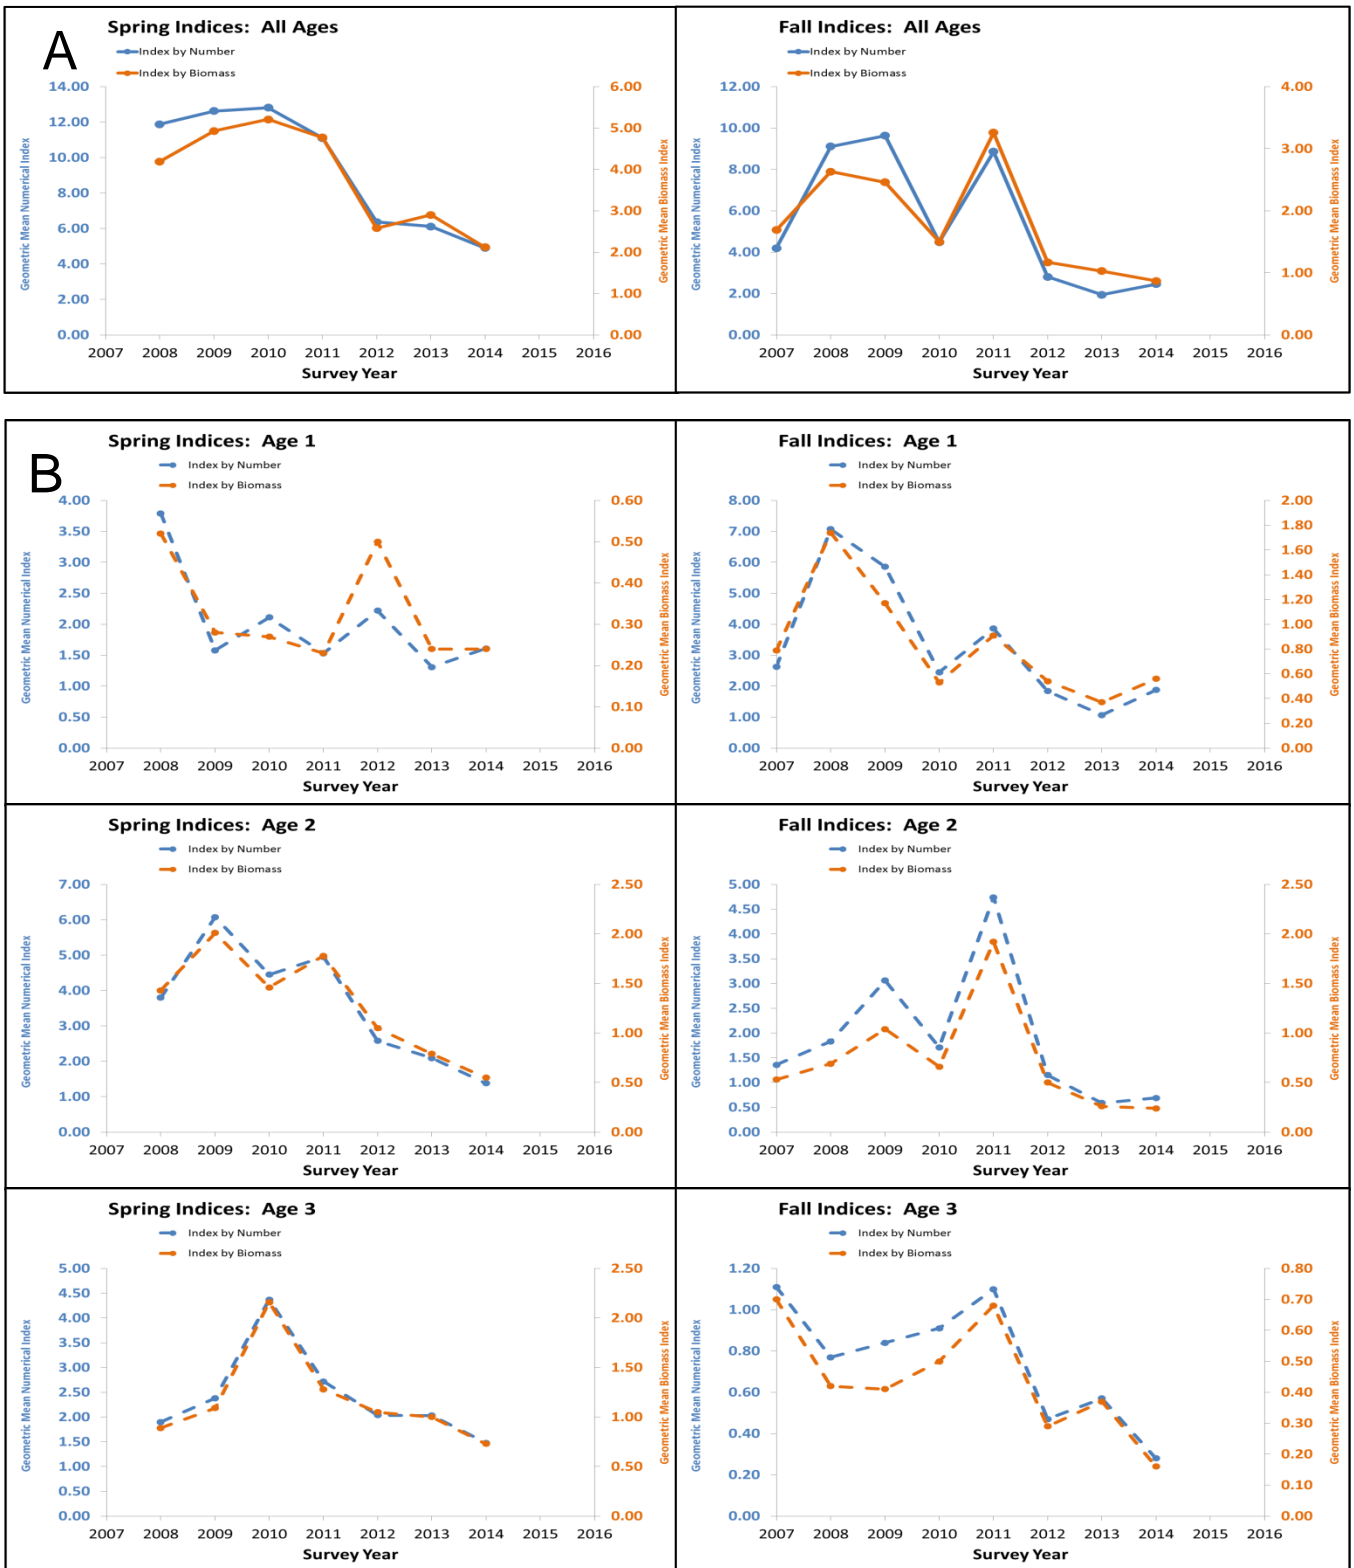 A
Spring Indices:  All Ages
Index by Number
Index by Biomass
Geometric Mean Numerical Index
14.00
12.00
10.00
8.00
6.00
4.00
2.00
0.00
6.00
5.00
4.00
3.00
2.00
1.00
0.00
Geometric Mean Biomass Index
2007 2008 2009 2010 2011 2012 2013 2014 2015 2016
Survey Year
Fall Indices:  All Ages
Index by Number
Index by Biomass
Geometric Mean Numerical Index
12.00
10.00
8.00
6.00
4.00
2.00
0.00
4.00
3.00
2.00
1.00
0.00
Geometric Mean Biomass Index
2007 2008 2009 2010 2011 2012 2013 2014 2015 2016
Survey Year
B
Spring Indices:  Age 1
Index by Number
Index by Biomass
Geometric Mean Numerical Index
4.00
3.50
3.00
2.50
2.00
1.50
1.00
0.50
0.00
0.60
0.50
0.40
0.30
0.20
0.10
0.00
Geometric Mean Biomass Index
2007 2008 2009 2010 2011 2012 2013 2014 2015 2016
Survey Year
Fall Indices:  Age 1
Index by Number
Index by Biomass
Geometric Mean Numerical Index
8.00
7.00
6.00
5.00
4.00
3.00
2.00
1.00
0.00
2.00
1.80
1.60
1.40
1.20
1.00
0.80
0.60
0.40
0.20
0.00
Geometric Mean Biomass Index
2007 2008 2009 2010 2011 2012 2013 2014 2015 2016
Survey Year
Spring Indices:  Age 2
Index by Number
Index by Biomass
Geometric Mean Numerical Index
7.00
6.00
5.00
4.00
3.00
2.00
1.00
0.00
2.50
2.00
1.50
1.00
0.50
0.00
Geometric Mean Biomass Index
2007 2008 2009 2010 2011 2012 2013 2014 2015 2016
Survey Year
Fall Indices:  Age 2
Index by Number
Index by Biomass
Geometric Mean Numerical Index
5.00
4.50
4.00
3.50
3.00
2.50
2.00
1.50
1.00
0.50
0.00
2.50
2.00
1.50
1.00
0.50
0.00
Geometric Mean Biomass Index
2007 2008 2009 2010 2011 2012 2013 2014 2015 2016
Survey Year
Spring Indices:  Age 3
Index by Number
Index by Biomass
Geometric Mean Numerical Index
5.00
4.50
4.00
3.50
3.00
2.50
2.00
1.50
1.00
0.50
0.00
2.50
2.00
1.50
1.00
0.50
0.00
Geometric Mean Biomass Index
2007 2008 2009 2010 2011 2012 2013 2014 2015 2016
Survey Year
Fall Indices:  Age 3
Index by Number
Index by Biomass
Geometric Mean Numerical Index
1.20
1.00
0.80
0.60
0.40
0.20
0.00
0.80
0.70
0.60
0.50
0.40
0.30
0.20
0.10
0.00
Geometric Mean Biomass Index
2007 2008 2009 2010 2011 2012 2013 2014 2015 2016
Survey Year